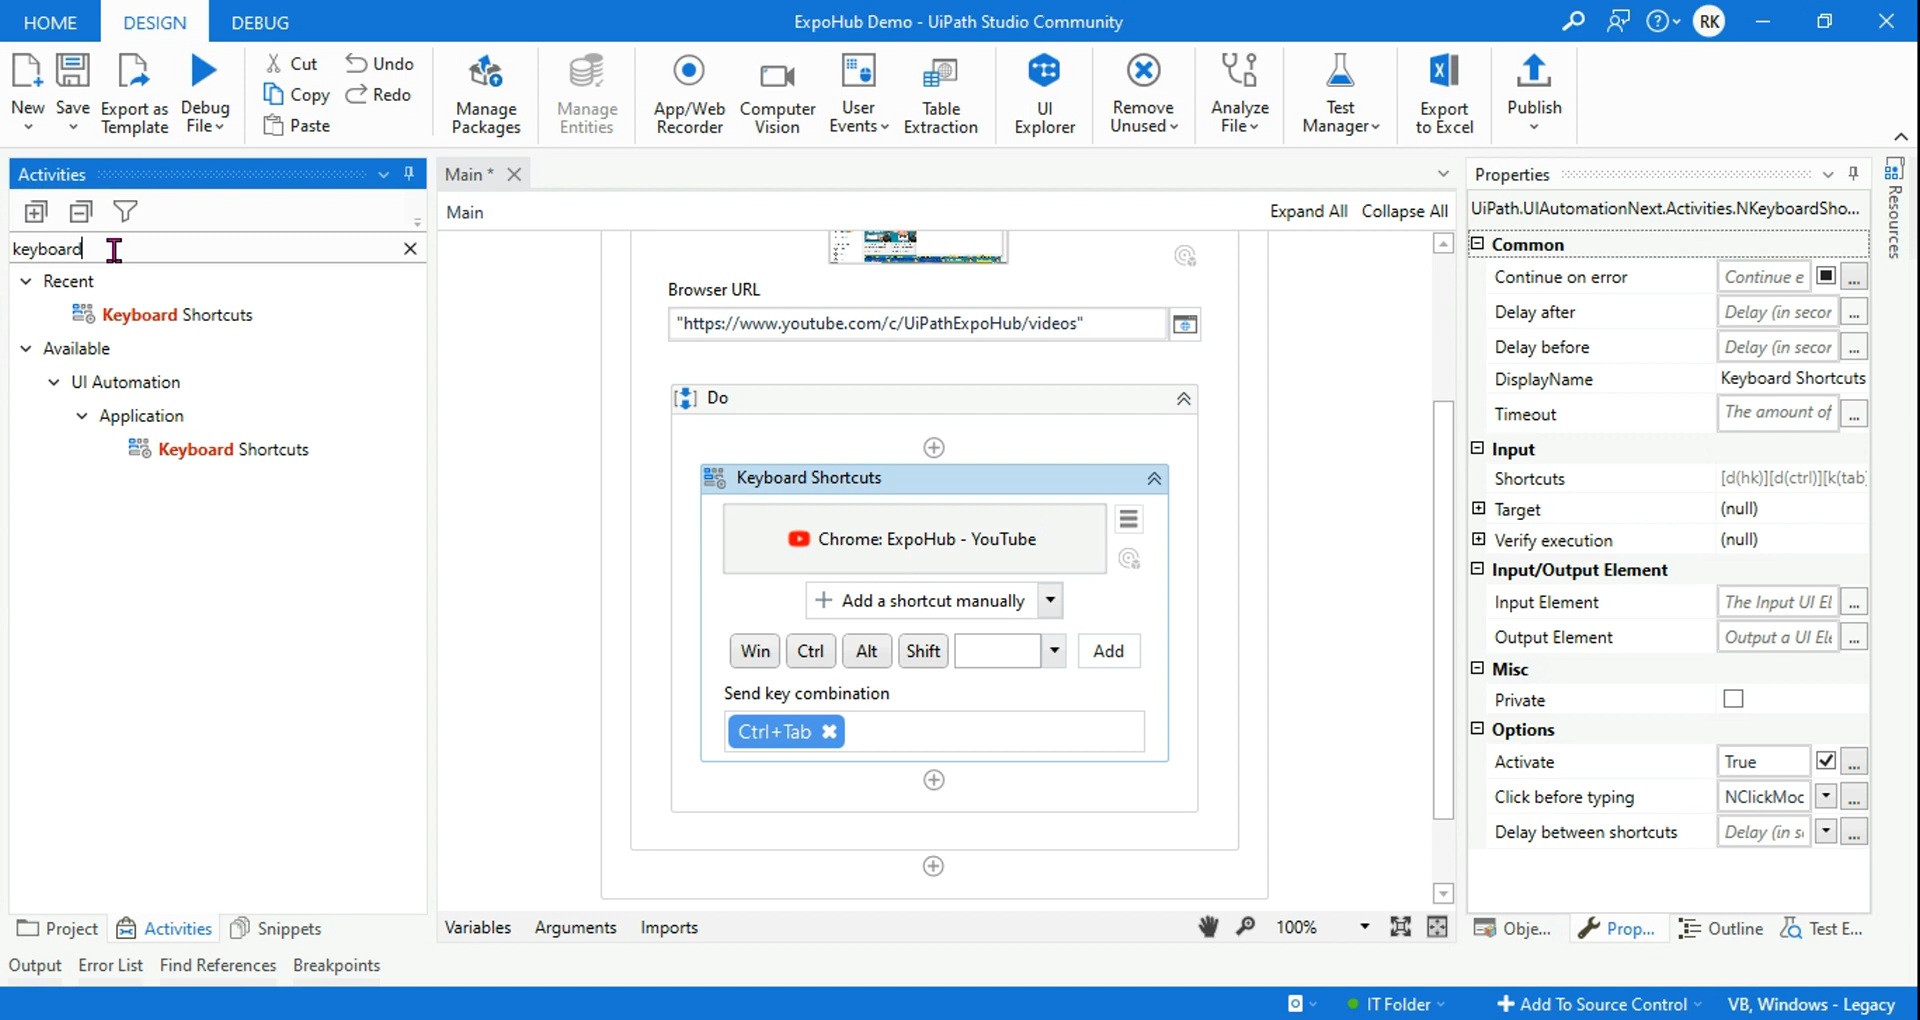 HOME DESIGN DEBUG ExpoHub Demo - UiPath Studio Community RK
New Save Export as Template Debug File Cut Copy Paste Undo Redo Manage Packages Manage Entities App/Web Recorder Computer Vision User Events Table Extraction UI Explorer Remove Unused Analyze File Test Manager Export to Excel Publish
Activities
keyboard
Recent
Keyboard Shortcuts
Available
UI Automation
Application
Keyboard Shortcuts
Project Activities Snippets
Main *
Main Expand All Collapse All
Browser URL
"https://www.youtube.com/c/UiPathExpoHub/videos"
Do
Keyboard Shortcuts
Chrome: ExpoHub - YouTube
Add a shortcut manually
Win Ctrl Alt Shift Add
Send key combination
Ctrl+Tab
Variables Arguments Imports 100%
Properties
UiPath.UIAutomationNext.Activities.NKeyboardSho...
Common
Continue on error Continue e ...
Delay after Delay (in secor ...
Delay before Delay (in secor ...
DisplayName Keyboard Shortcuts
Timeout The amount of ...
Input
Shortcuts [d(hk)][d(ctrl)][k(tab
Target (null)
Verify execution (null)
Input/Output Element
Input Element The Input UI El ...
Output Element Output a UI Ele ...
Misc
Private
Options
Activate True ...
Click before typing NClickMoc ...
Delay between shortcuts Delay (in s ...
Obje... Prop... Outline Test E...
Resources
Output Error List Find References Breakpoints
IT Folder Add To Source Control VB, Windows - Legacy